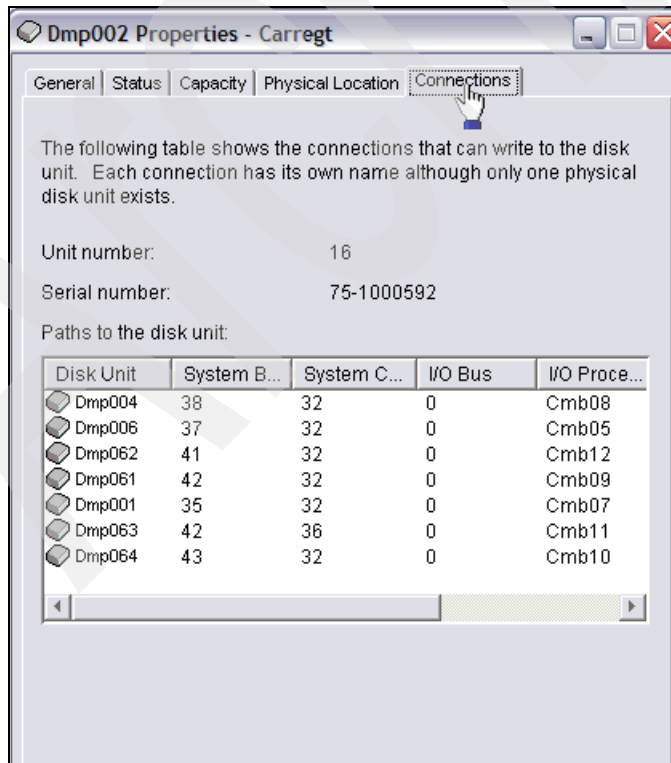 Dmp002 Properties - Carregt
General Status Capacity Physical Location Connections
The following table shows the connections that can write to the disk
unit. Each connection has its own name although only one physical
disk unit exists.
Unit number: 16
Serial number: 75-1000592
Paths to the disk unit:
Disk Unit System B... System C... I/O Bus I/O Proce...
Dmp004 38 32 0 Cmb08
Dmp006 37 32 0 Cmb05
Dmp062 41 32 0 Cmb12
Dmp061 42 32 0 Cmb09
Dmp001 35 32 0 Cmb07
Dmp063 42 36 0 Cmb11
Dmp064 43 32 0 Cmb10